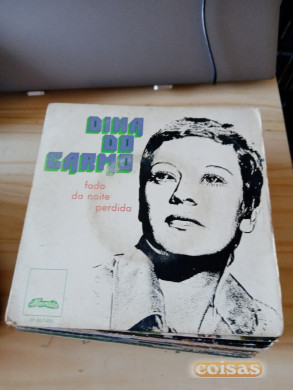 DINA
DO
CARMO
fado
da noite
perdida
coisas